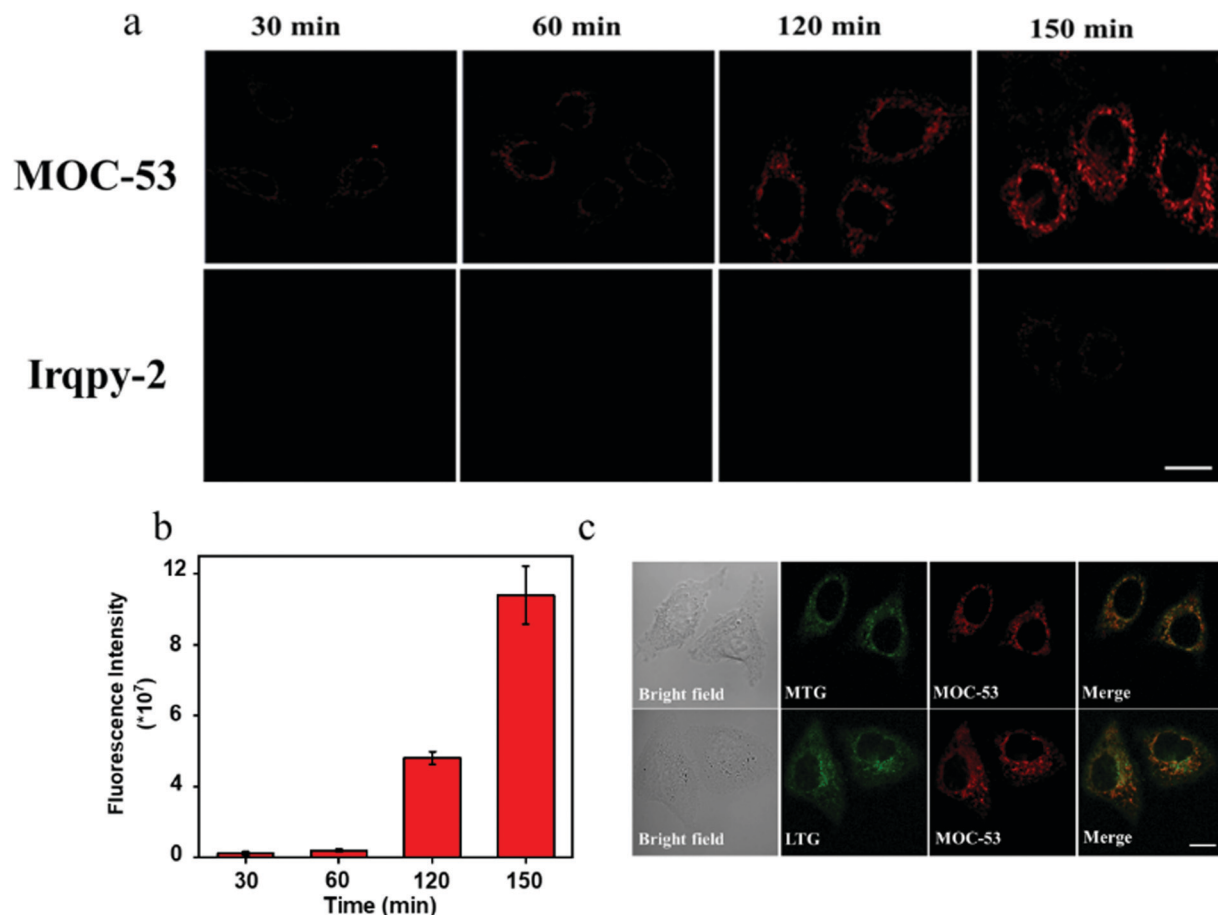 a
30 min
60 min
120 min
150 min
MOC-53
Irqpy-2
b
Fluorescence Intensity
(*10⁷)
12
8
6
4
0
30
60
120
150
Time (min)
c
Bright field
MTG
MOC-53
Merge
Bright field
LTG
MOC-53
Merge